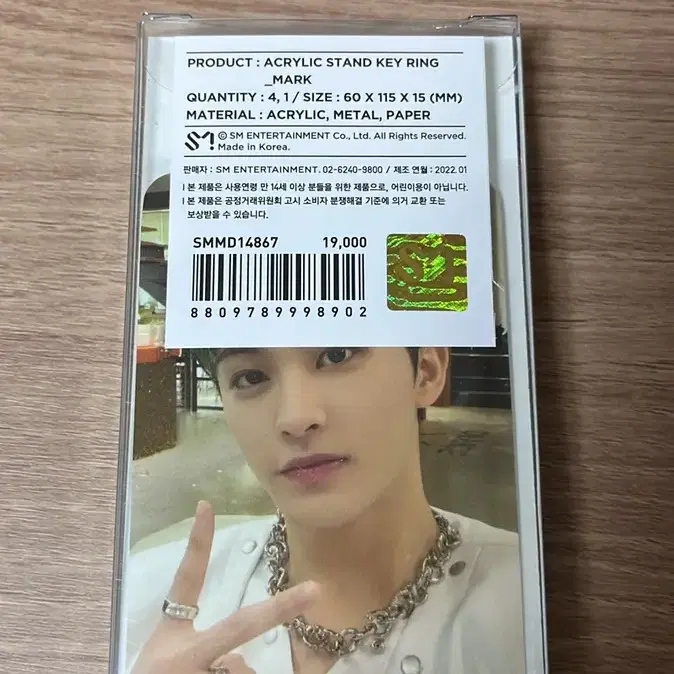 PRODUCT : ACRYLIC STAND KEY RING
_MARK
QUANTITY : 4, 1 / SIZE : 60 X 115 X 15 (MM)
MATERIAL : ACRYLIC, METAL, PAPER
SM! © SM ENTERTAINMENT Co., Ltd. All Rights Reserved.
Made in Korea.
판매자 : SM ENTERTAINMENT. 02-6240-9800 / 제조 연월 : 2022. 01
I 본 제품은 사용연령 만 14세 이상 분들을 위한 제품으로, 어린이용이 아닙니다.
I 본 제품은 공정거래위원회 고시 소비자 분쟁해결 기준에 의거 교환 또는
보상받을 수 있습니다.
SMMD14867 19,000
8809789998902